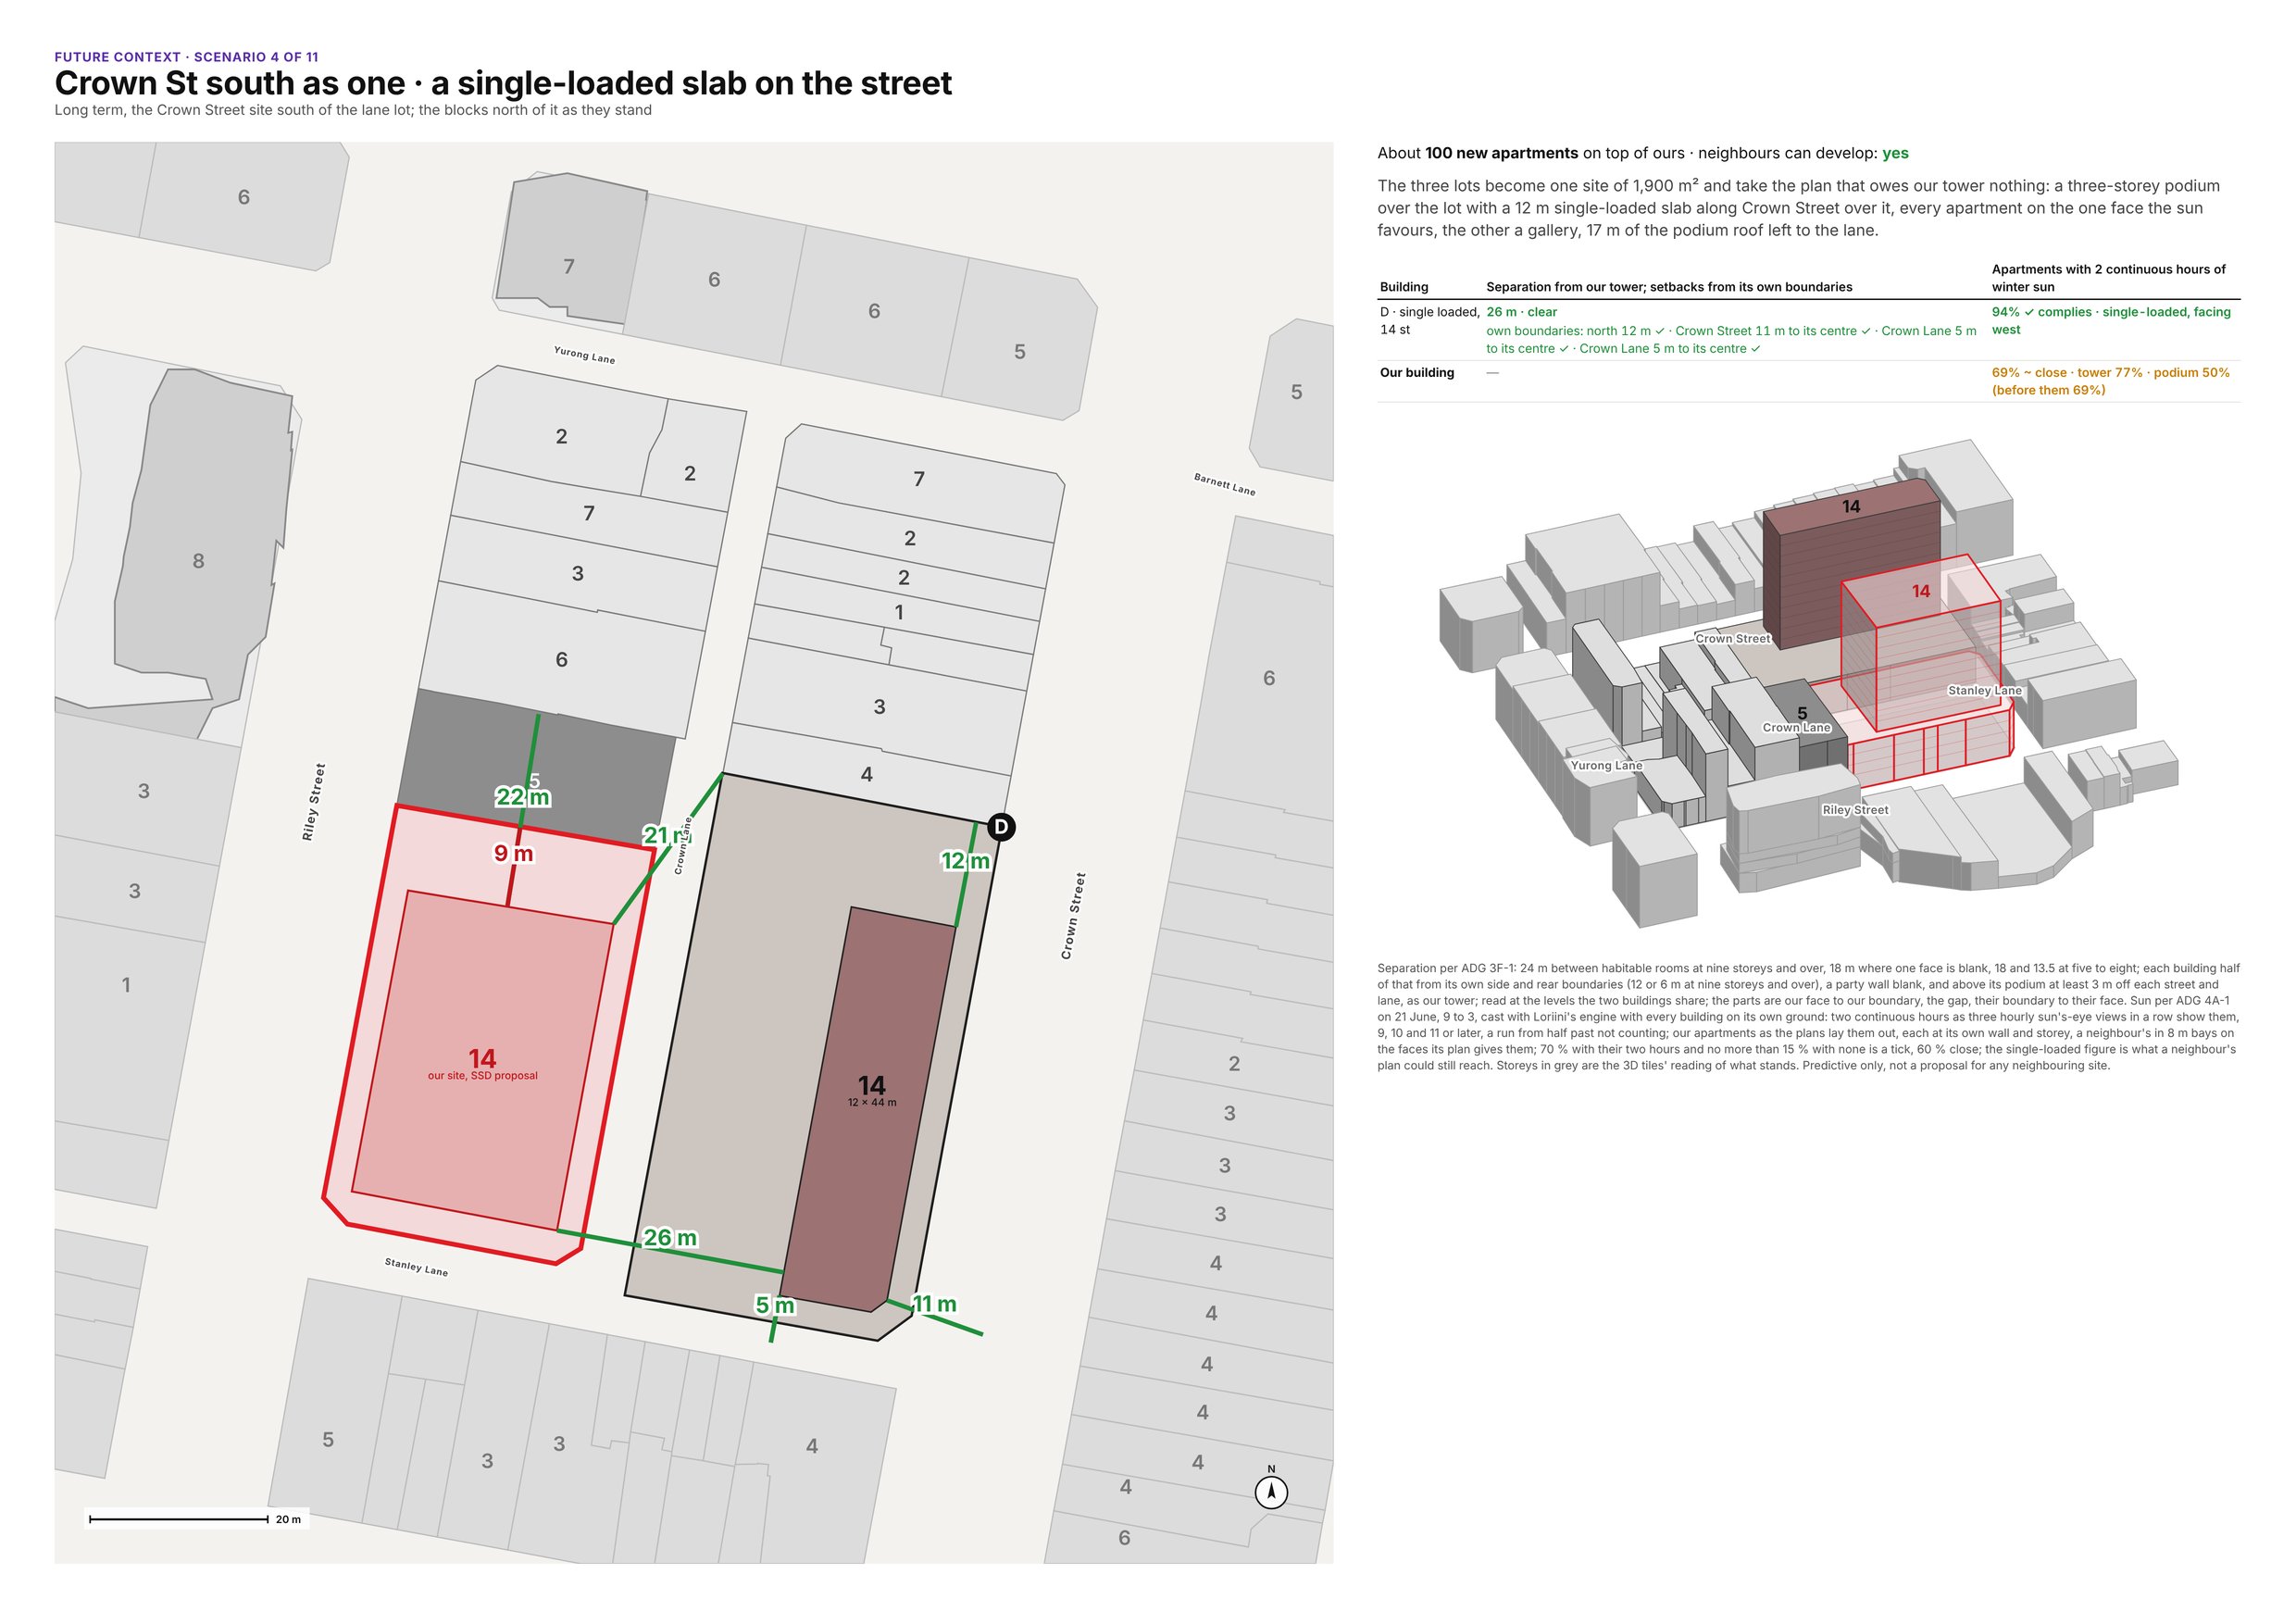 FUTURE CONTEXT · SCENARIO 4 OF 11
Crown St south as one · a single-loaded slab on the street
Long term, the Crown Street site south of the lane lot; the blocks north of it as they stand
6
7
6
6
5
5
Yurong Lane
Barnett Lane
8
2
2
7
3
6
5
7
2
2
1
3
4
6
22 m
21 m
9 m
12 m
D
Crown Lane
Riley Street
Crown Street
3
3
1
14
our site, SSD proposal
14
12 × 44 m
26 m
5 m
11 m
Stanley Lane
2
3
3
3
4
4
4
4
4
4
6
5
3
3
4
N
20 m
About 100 new apartments on top of ours · neighbours can develop: yes
The three lots become one site of 1,900 m² and take the plan that owes our tower nothing: a three-storey podium
over the lot with a 12 m single-loaded slab along Crown Street over it, every apartment on the one face the sun
favours, the other a gallery, 17 m of the podium roof left to the lane.
Building
Separation from our tower; setbacks from its own boundaries
Apartments with 2 continuous hours of
winter sun
D · single loaded,
14 st
26 m · clear
own boundaries: north 12 m ✓ · Crown Street 11 m to its centre ✓ · Crown Lane 5 m
to its centre ✓ · Crown Lane 5 m to its centre ✓
94% ✓ complies · single-loaded, facing
west
Our building
—
69% ~ close · tower 77% · podium 50%
(before them 69%)
14
14
Crown Street
Stanley Lane
5
Crown Lane
Yurong Lane
Riley Street
Separation per ADG 3F-1: 24 m between habitable rooms at nine storeys and over, 18 m where one face is blank, 18 and 13.5 at five to eight; each building half
of that from its own side and rear boundaries (12 or 6 m at nine storeys and over), a party wall blank, and above its podium at least 3 m off each street and
lane, as our tower; read at the levels the two buildings share; the parts are our face to our boundary, the gap, their boundary to their face. Sun per ADG 4A-1
on 21 June, 9 to 3, cast with Loriini's engine with every building on its own ground: two continuous hours as three hourly sun's-eye views in a row show them,
9, 10 and 11 or later, a run from half past not counting; our apartments as the plans lay them out, each at its own wall and storey, a neighbour's in 8 m bays on
the faces its plan gives them; 70 % with their two hours and no more than 15 % with none is a tick, 60 % close; the single-loaded figure is what a neighbour's
plan could still reach. Storeys in grey are the 3D tiles' reading of what stands. Predictive only, not a proposal for any neighbouring site.